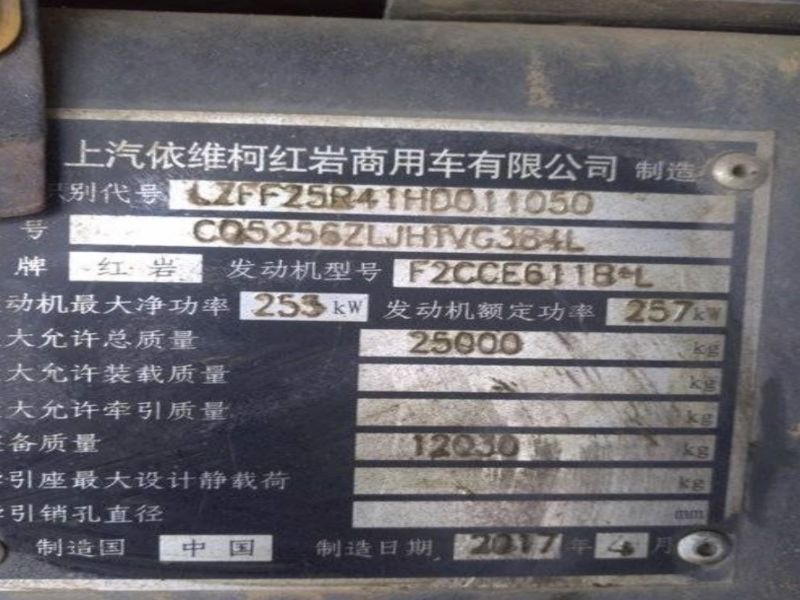 上汽依维柯红岩商用车有限公司 制造
识别代号 LZFF25R41HD011050
号 CQ5256ZLJHTVG384L
牌 红岩 发动机型号 F2CCE611B*L
动机最大净功率 253 kW 发动机额定功率 257 kW
大允许总质量 25000 kg
大允许装载质量 kg
大允许牵引质量 kg
备质量 12030 kg
牵引座最大设计静载荷 kg
牵引销孔直径 mm
制造国 中国 制造日期 2017 年 4 月